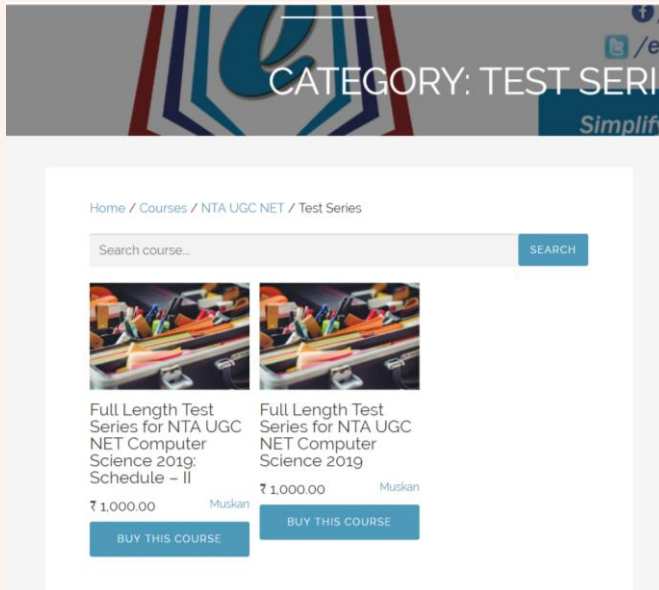 /e
CATEGORY: TEST SERI
Simplify
Home / Courses / NTA UGC NET / Test Series
Search course...
SEARCH
Full Length Test
Series for NTA UGC
NET Computer
Science 2019:
Schedule – II
₹ 1,000.00 Muskan
BUY THIS COURSE
Full Length Test
Series for NTA UGC
NET Computer
Science 2019
₹ 1,000.00 Muskan
BUY THIS COURSE